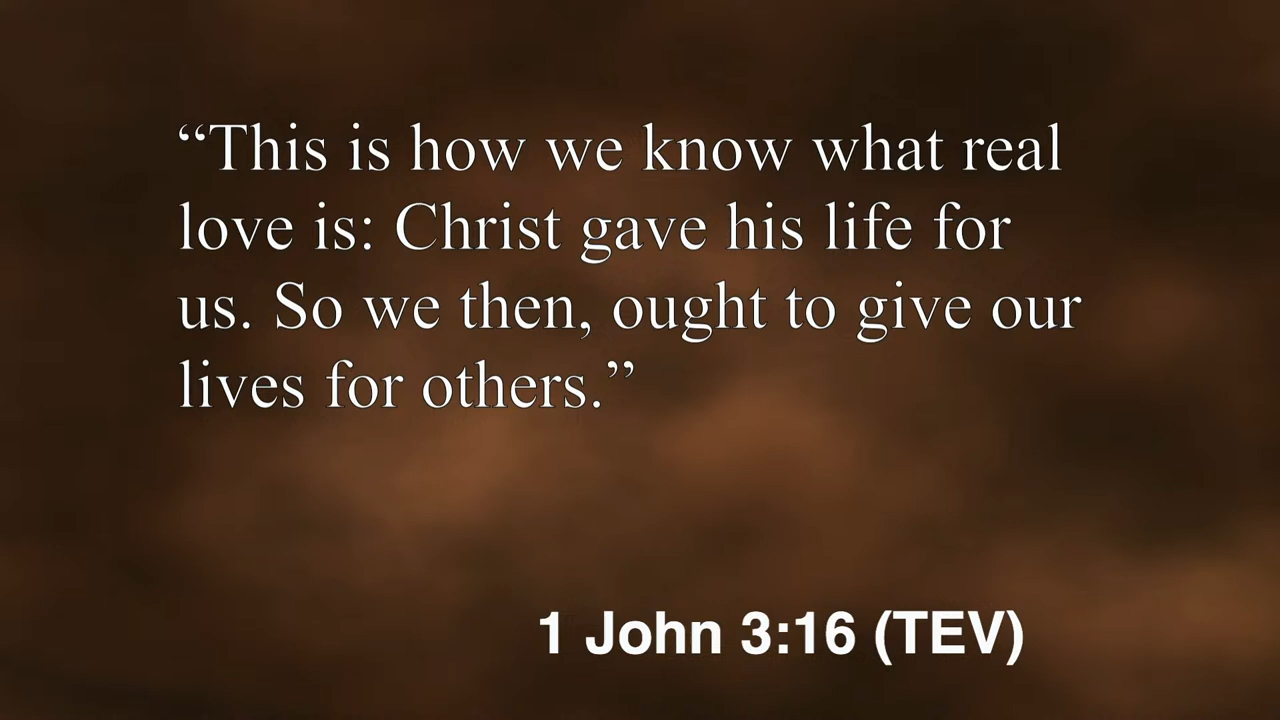 “This is how we know what real
love is: Christ gave his life for
us. So we then, ought to give our
lives for others.”
1 John 3:16 (TEV)